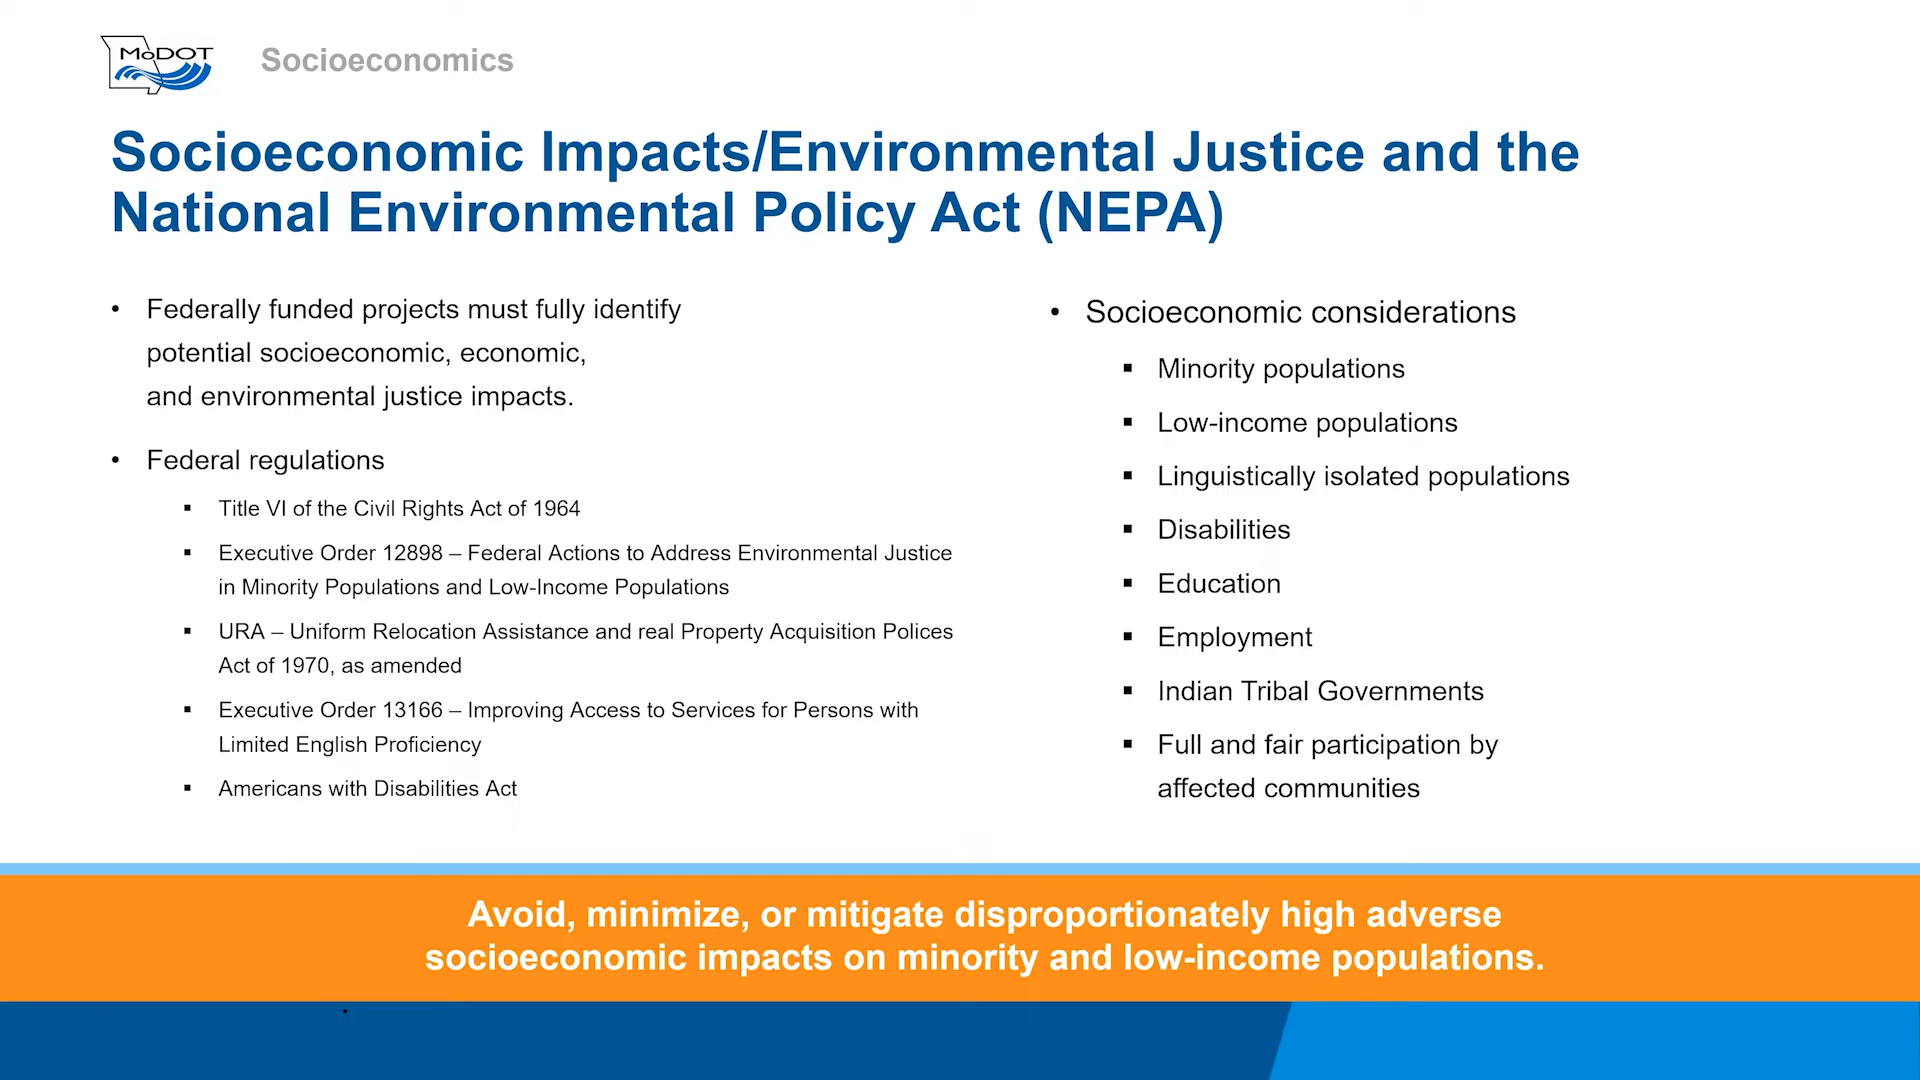 MoDOT
Socioeconomics
Socioeconomic Impacts/Environmental Justice and the
National Environmental Policy Act (NEPA)
• Federally funded projects must fully identify
potential socioeconomic, economic,
and environmental justice impacts.
• Federal regulations
▪ Title VI of the Civil Rights Act of 1964
▪ Executive Order 12898 – Federal Actions to Address Environmental Justice
in Minority Populations and Low-Income Populations
▪ URA – Uniform Relocation Assistance and real Property Acquisition Polices
Act of 1970, as amended
▪ Executive Order 13166 – Improving Access to Services for Persons with
Limited English Proficiency
▪ Americans with Disabilities Act
• Socioeconomic considerations
▪ Minority populations
▪ Low-income populations
▪ Linguistically isolated populations
▪ Disabilities
▪ Education
▪ Employment
▪ Indian Tribal Governments
▪ Full and fair participation by
affected communities
Avoid, minimize, or mitigate disproportionately high adverse
socioeconomic impacts on minority and low-income populations.